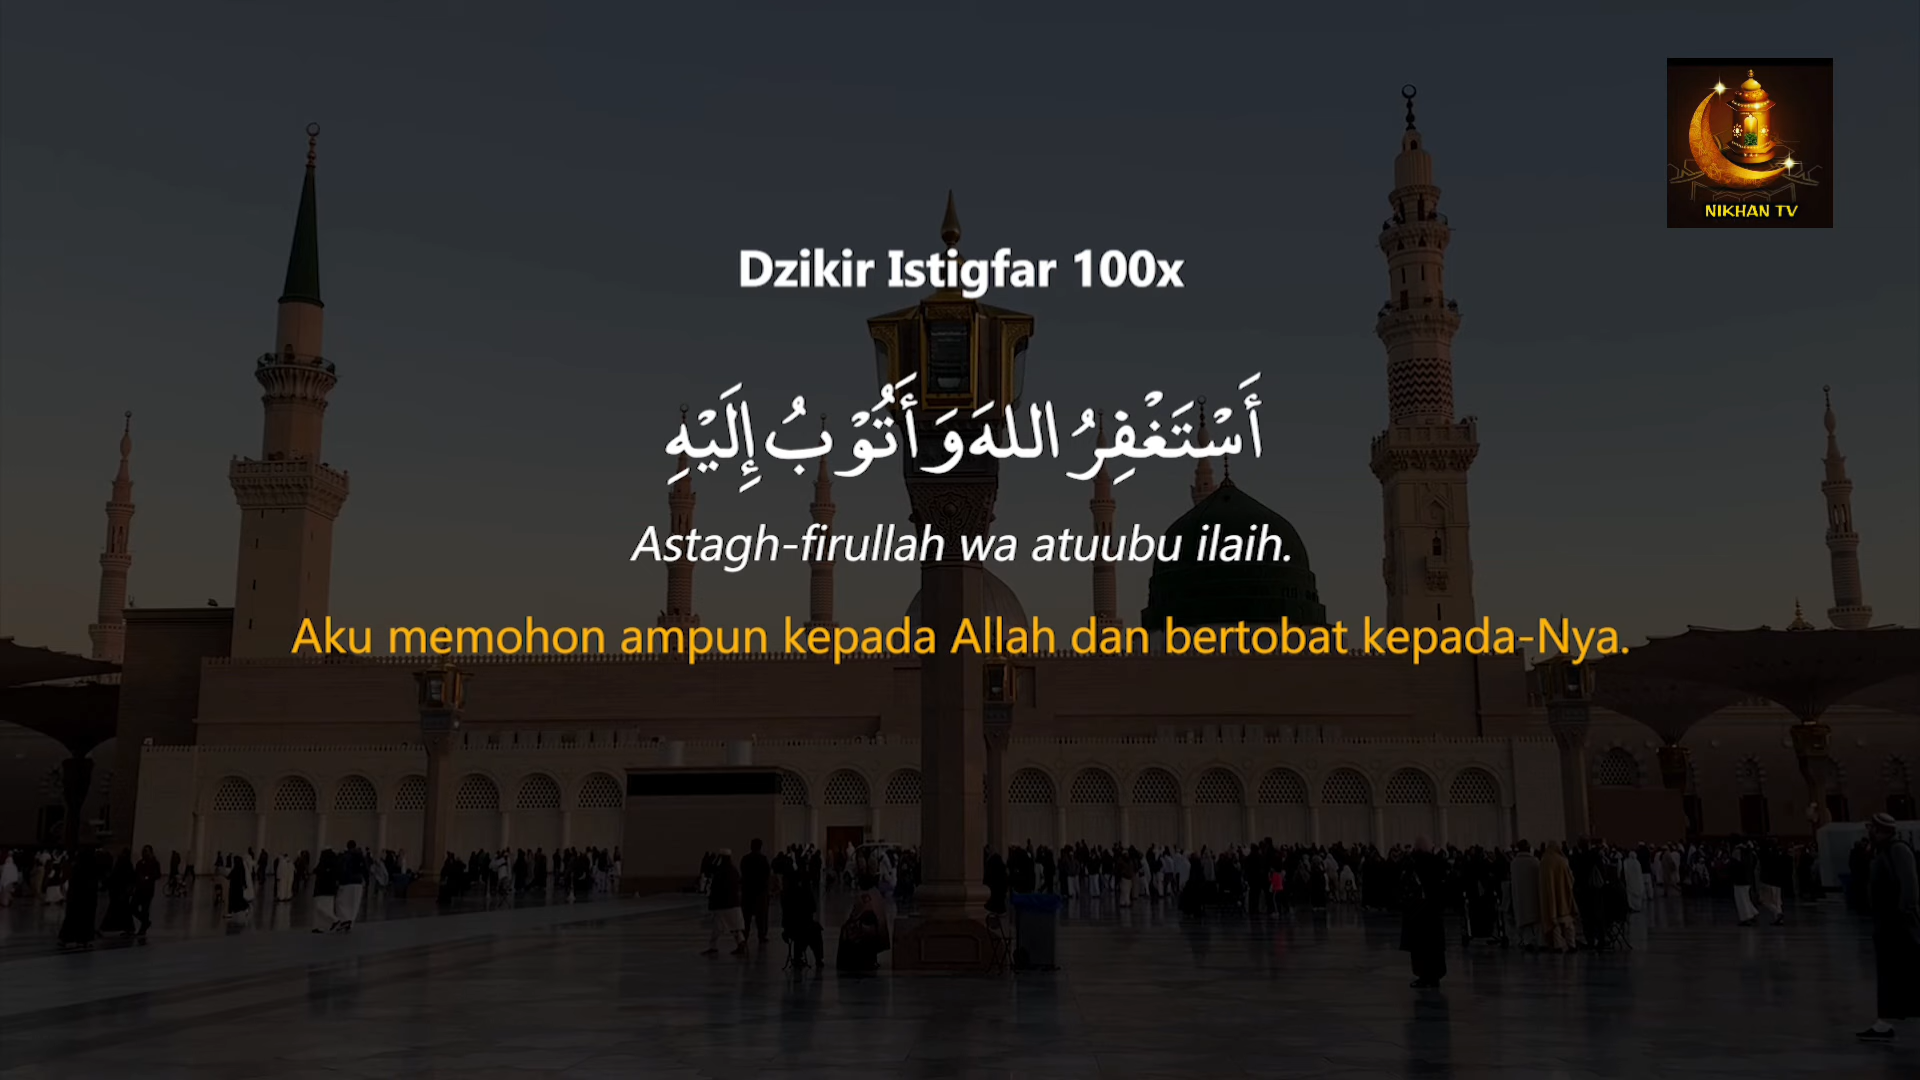 NIKHAN TV
Dzikir Istigfar 100x
أَسْتَغْفِرُ اللهَ وَ أَتُوْبُ إِلَيْهِ
Astagh-firullah wa atuubu ilaih.
Aku memohon ampun kepada Allah dan bertobat kepada-Nya.